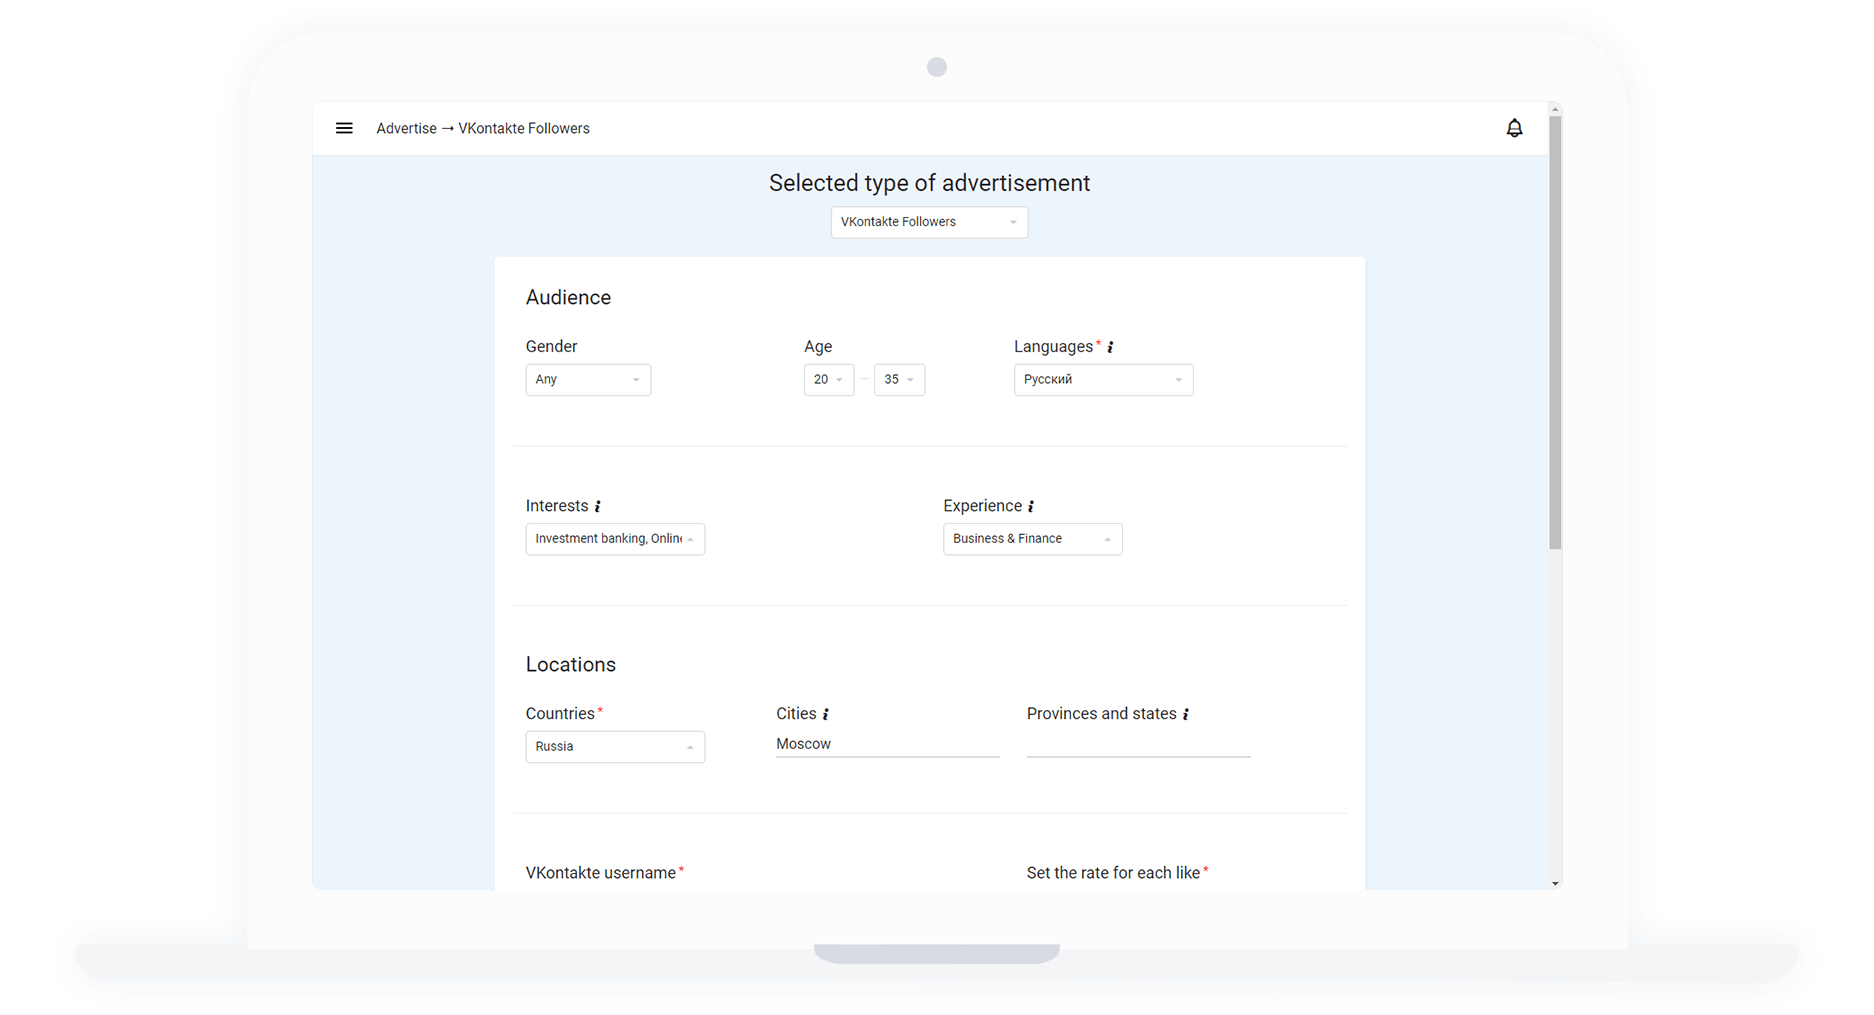 Advertise → VKontakte Followers
Selected type of advertisement
VKontakte Followers
Audience
Gender
Age
Languages* i
Any
20 – 35
Русский
Interests i
Experience i
Investment banking, Online
Business & Finance
Locations
Countries*
Cities i
Provinces and states i
Russia
Moscow
VKontakte username*
Set the rate for each like*